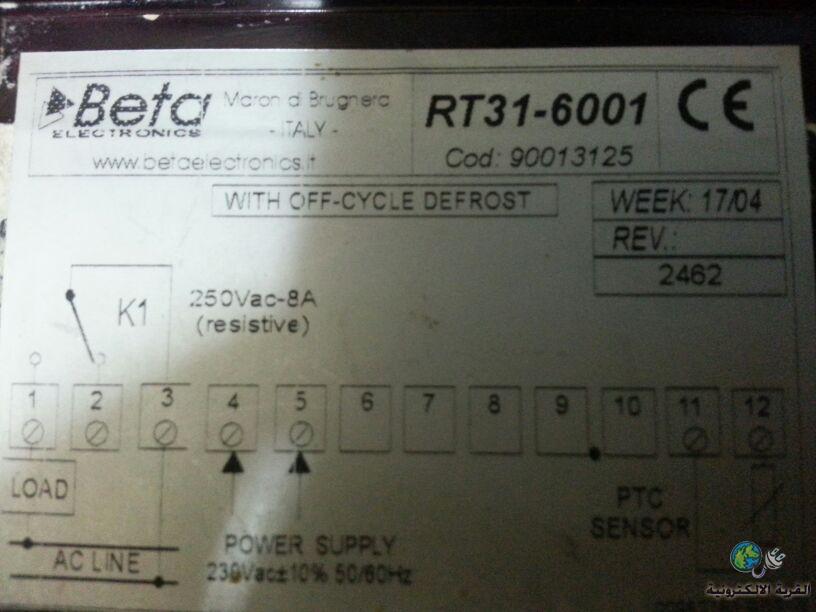 Beta
ELECTRONICS
Maron di Brugnera
- ITALY -
www.betaelectronics.it
RT31-6001
Cod: 90013125
CE
WITH OFF-CYCLE DEFROST
WEEK: 17/04
REV.:
2462
K1
250Vac-8A
(resistive)
1 2 3 4 5 6 7 8 9 10 11 12
LOAD
AC LINE
POWER SUPPLY
230Vac±10% 50/60Hz
PTC
SENSOR
القرية الالكترونية